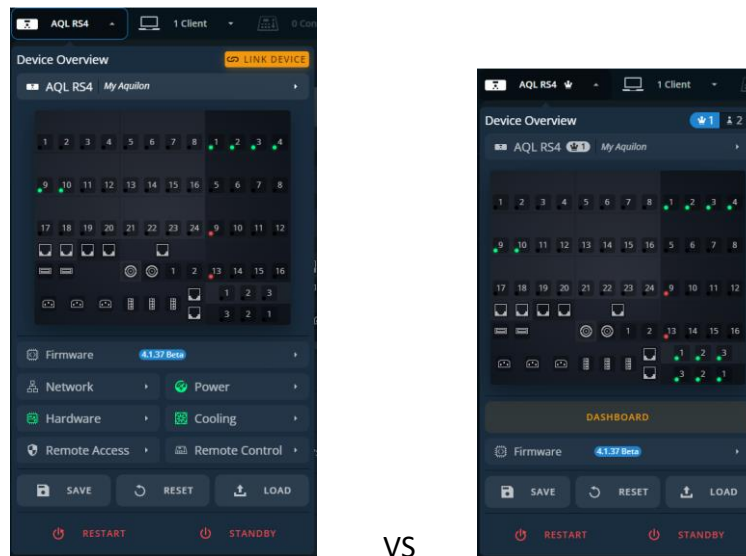 AQL RS4 1 Client 0 Con
Device Overview LINK DEVICE
AQL RS4 My Aquilon
1 2 3 4 5 6 7 8 1 2 3 4
9 10 11 12 13 14 15 16 5 6 7 8
17 18 19 20 21 22 23 24 9 10 11 12
1 2 13 14 15 16
1 2 3
3 2 1
Firmware 4.1.37 Beta
Network Power
Hardware Cooling
Remote Access Remote Control
SAVE RESET LOAD
RESTART STANDBY
VS
AQL RS4 1 Client
Device Overview 1 2
AQL RS4 1 My Aquilon
1 2 3 4 5 6 7 8 1 2 3 4
9 10 11 12 13 14 15 16 5 6 7 8
17 18 19 20 21 22 23 24 9 10 11 12
1 2 13 14 15 16
1 2 3
3 2 1
DASHBOARD
Firmware 4.1.37 Beta
SAVE RESET LOAD
RESTART STANDBY